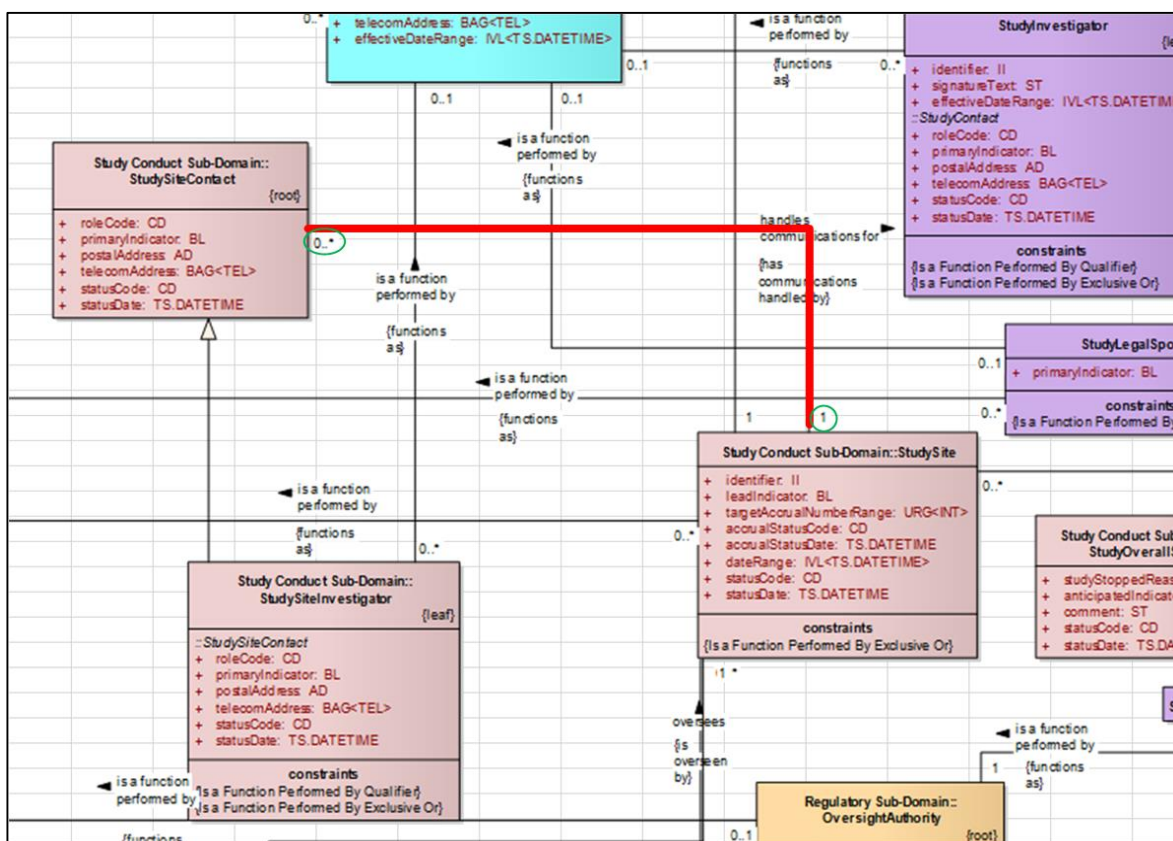 0..*
+ telecomAddress: BAG<TEL>
+ effectiveDateRange: IVL<TS.DATETIME>
0..1
0..1
0..1
is a function
performed by
{functions
as}
0..*
StudyInvestigator
+ identifier: II
+ signatureText: ST
+ effectiveDateRange: IVL<TS.DATETIME
::StudyContact
+ roleCode: CD
+ primaryIndicator: BL
+ postalAddress: AD
+ telecomAddress: BAG<TEL>
+ statusCode: CD
+ statusDate: TS.DATETIME
constraints
{Is a Function Performed By Qualifier}
{Is a Function Performed By Exclusive Or}
Study Conduct Sub-Domain::
StudySiteContact
{root}
+ roleCode: CD
+ primaryIndicator: BL
+ postalAddress: AD
+ telecomAddress: BAG<TEL>
+ statusCode: CD
+ statusDate: TS.DATETIME
0..*
is a function
performed by
{functions
as}
handles
communications for
{has
communications
handled by}
is a function
performed by
{functions
as}
is a function
performed by
{functions
as}
0..1
+ primaryIndicator: BL
constraints
{Is a Function Performed By
0..*
1
1
Study Conduct Sub-Domain::StudySite
+ identifier: II
+ leadIndicator: BL
+ targetAccrualNumberRange: URG<INT>
+ accrualStatusCode: CD
+ accrualStatusDate: TS.DATETIME
+ dateRange: IVL<TS.DATETIME>
+ statusCode: CD
+ statusDate: TS.DATETIME
constraints
{Is a Function Performed By Exclusive Or}
0..*
0..*
is a function
performed by
{functions
as}
0..*
Study Conduct Sub-Domain::
StudySiteInvestigator
{leaf}
::StudySiteContact
+ roleCode: CD
+ primaryIndicator: BL
+ postalAddress: AD
+ telecomAddress: BAG<TEL>
+ statusCode: CD
+ statusDate: TS.DATETIME
constraints
{Is a Function Performed By Qualifier}
{Is a Function Performed By Exclusive Or}
Study Conduct
+
+
+ comment: ST
+ statusCode: CD
+ statusDate:
oversees
{is
overseen
by}
is a function
performed by
{functions
as}
1
is a function
performed by
{functions
0..1
Regulatory Sub-Domain::
OversightAuthority
{root}